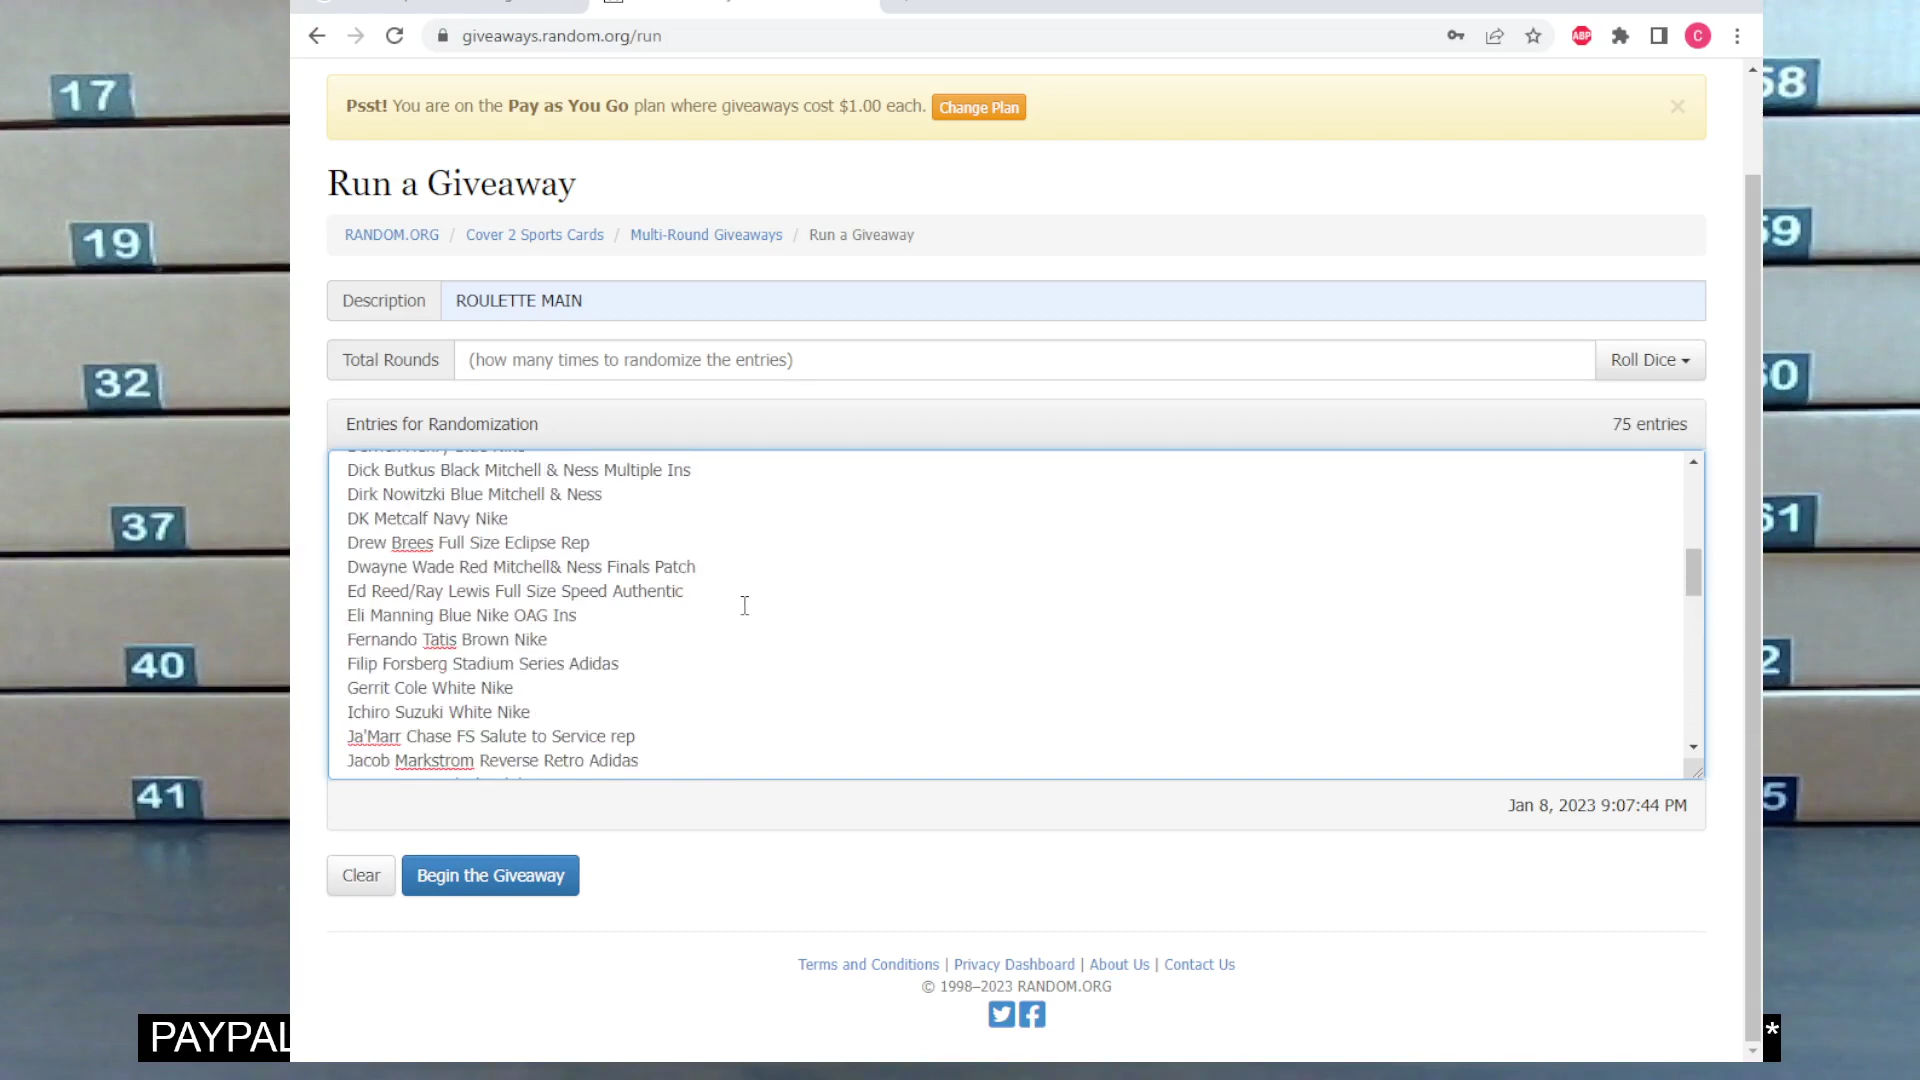 giveaways.random.org/run
ABP
C
Psst! You are on the Pay as You Go plan where giveaways cost $1.00 each. Change Plan
Run a Giveaway
RANDOM.ORG / Cover 2 Sports Cards / Multi-Round Giveaways / Run a Giveaway
Description ROULETTE MAIN
Total Rounds (how many times to randomize the entries) Roll Dice
Entries for Randomization 75 entries
Dick Butkus Black Mitchell & Ness Multiple Ins
Dirk Nowitzki Blue Mitchell & Ness
DK Metcalf Navy Nike
Drew Brees Full Size Eclipse Rep
Dwayne Wade Red Mitchell& Ness Finals Patch
Ed Reed/Ray Lewis Full Size Speed Authentic
Eli Manning Blue Nike OAG Ins
Fernando Tatis Brown Nike
Filip Forsberg Stadium Series Adidas
Gerrit Cole White Nike
Ichiro Suzuki White Nike
Ja'Marr Chase FS Salute to Service rep
Jacob Markstrom Reverse Retro Adidas
Jan 8, 2023 9:07:44 PM
Clear Begin the Giveaway
Terms and Conditions | Privacy Dashboard | About Us | Contact Us
© 1998–2023 RANDOM.ORG
17
19
32
37
40
41
58
59
60
61
2
5
PAYPAL
*